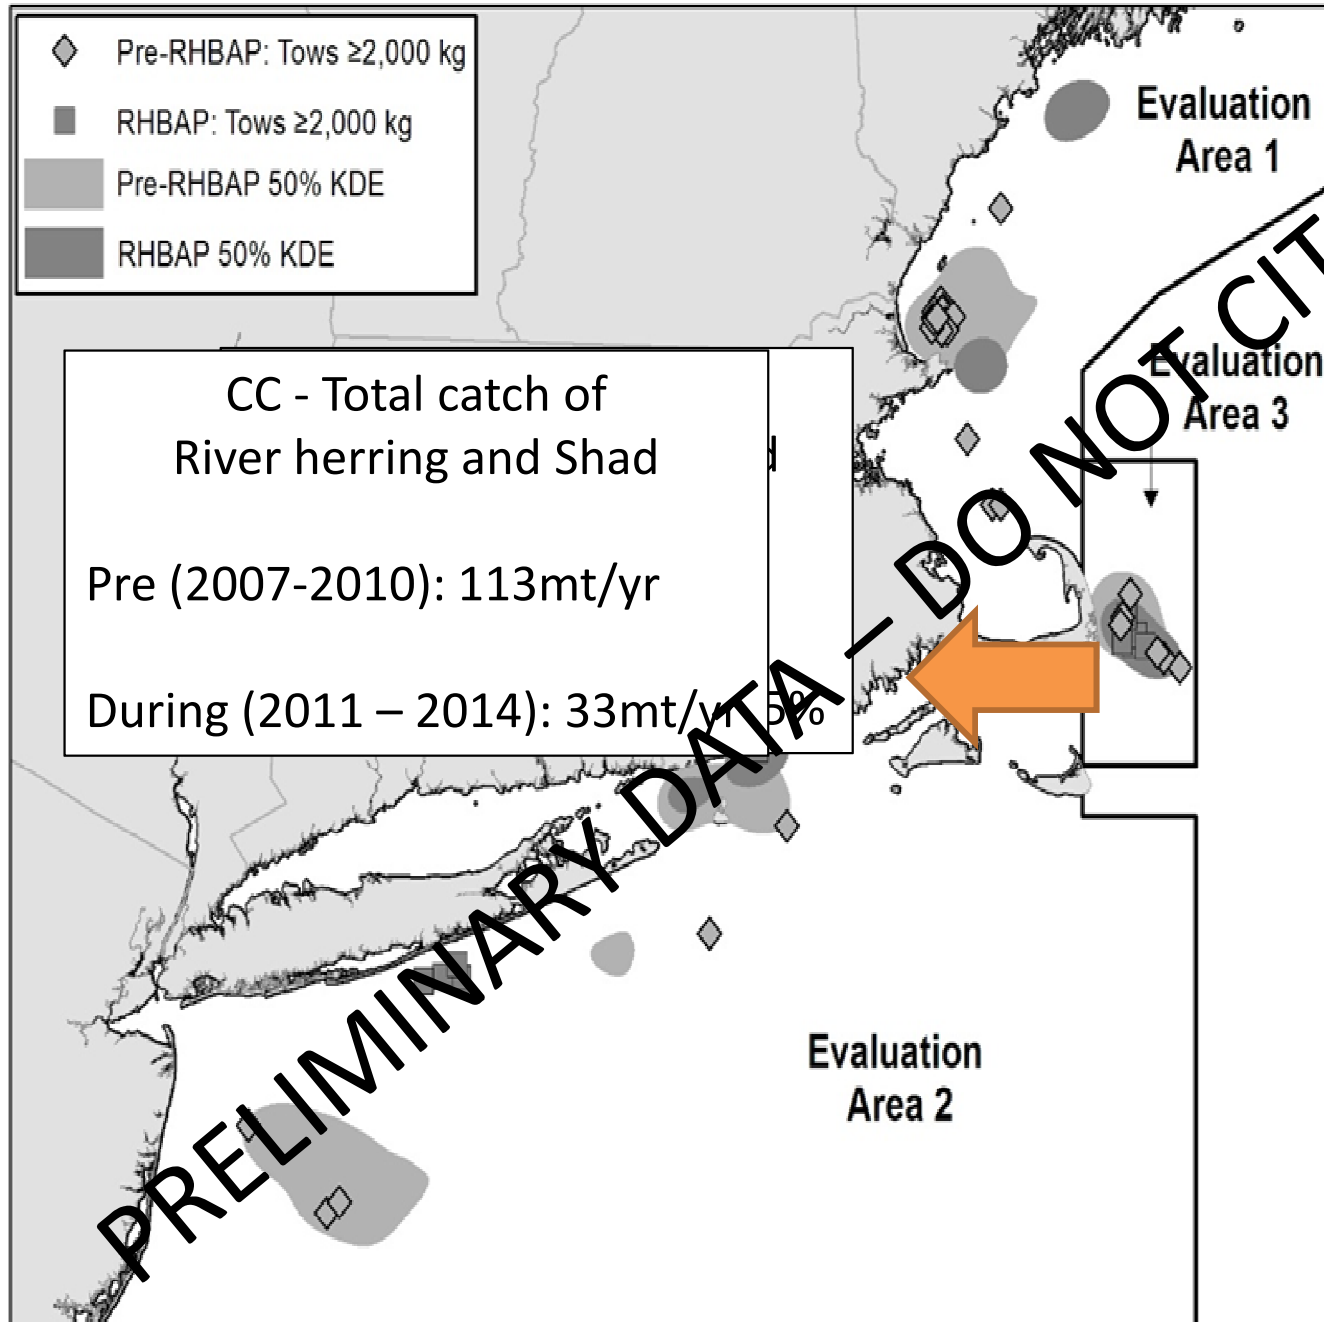 Pre-RHBAP: Tows ≥2,000 kg
RHBAP: Tows ≥2,000 kg
Pre-RHBAP 50% KDE
RHBAP 50% KDE
Evaluation
Area 1
Evaluation
Area 3
CC - Total catch of
River herring and Shad
Pre (2007-2010): 113mt/yr
During (2011 – 2014): 33mt/yr
5%
Evaluation
Area 2
PRELIMINARY DATA – DO NOT CIT